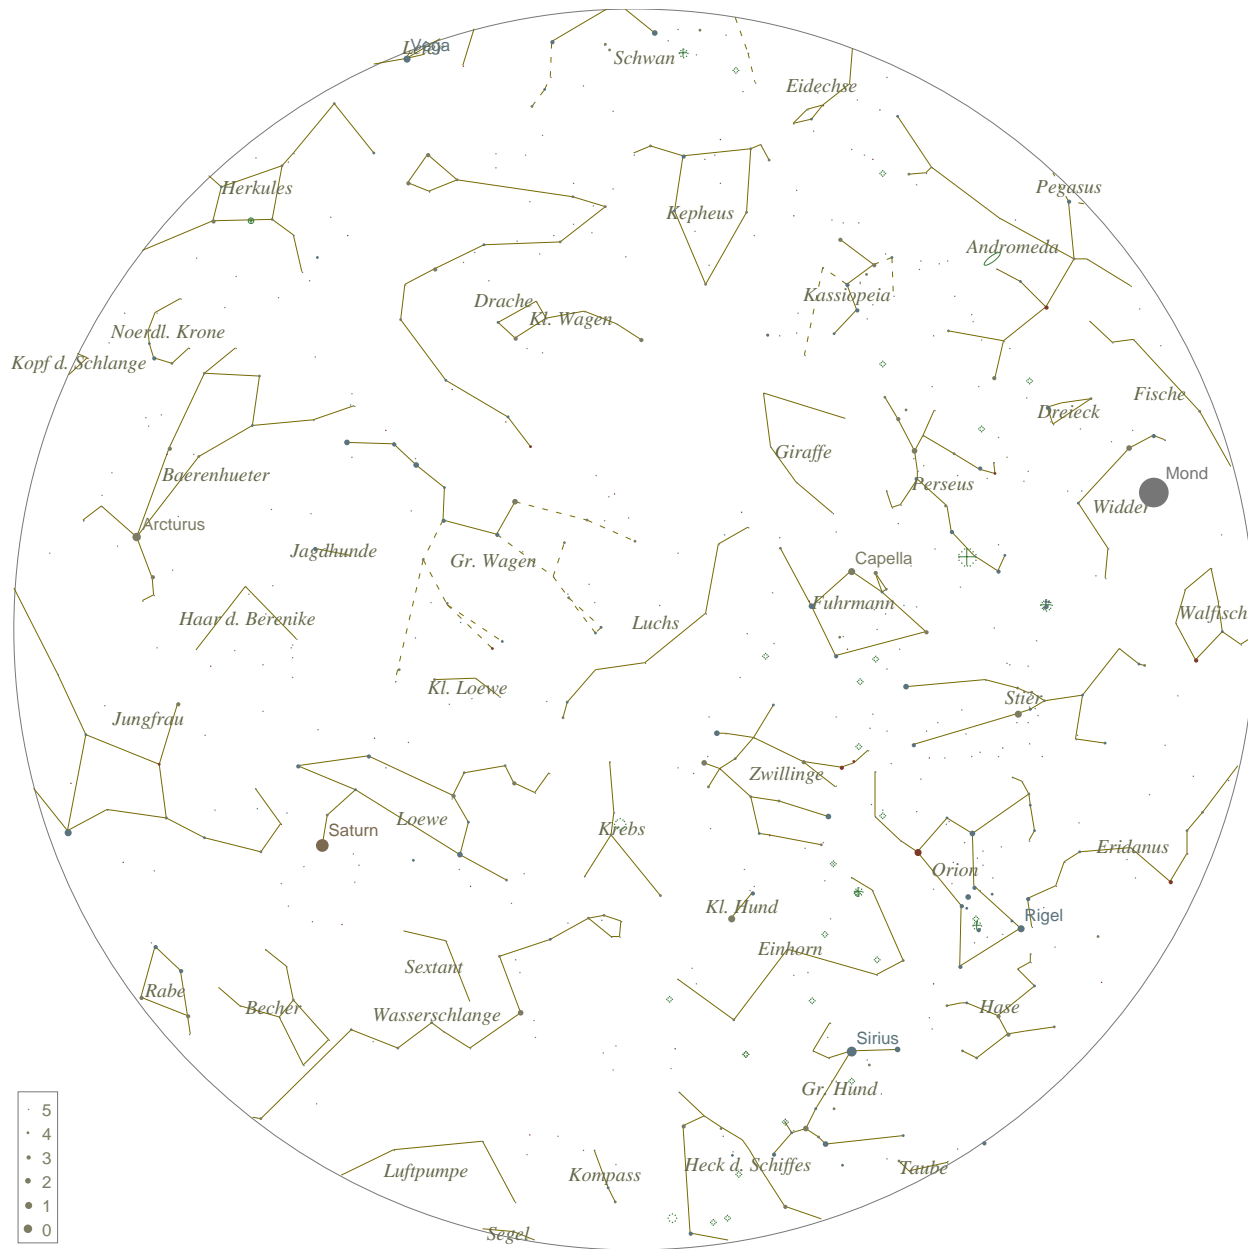 Lyra
Vega
Schwan
Eidechse
Herkules
Pegasus
Kepheus
Andromeda
Kassiopeia
Drache
Kl. Wagen
Noerdl. Krone
Kopf d. Schlange
Fische
Dreieck
Giraffe
Baerenhueter
Perseus
Mond
Widder
Arcturus
Jagdhunde
Gr. Wagen
Capella
Fuhrmann
Haar d. Berenike
Luchs
Walfisch
Kl. Loewe
Stier
Jungfrau
Zwillinge
Loewe
Saturn
Krebs
Eridanus
Orion
Kl. Hund
Rigel
Einhorn
Sextant
Rabe
Becher
Wasserschlange
Hase
Sirius
Gr. Hund
5
4
3
2
1
0
Luftpumpe
Kompass
Heck d. Schiffes
Taube
Segel